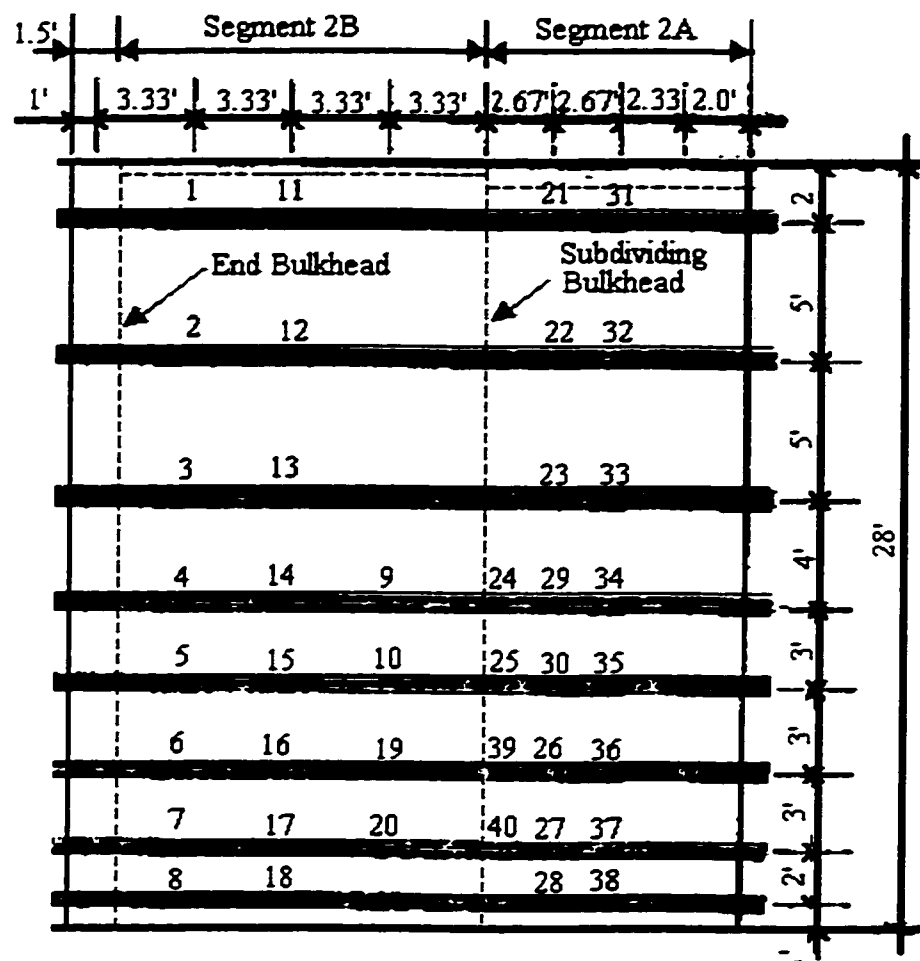 1.5' Segment 2B Segment 2A
1' 3.33' 3.33' 3.33' 3.33' 2.67' 2.67' 2.33 2.0'
1 11 21 31 2
End Bulkhead Subdividing
Bulkhead 5'
2 12 22 32
3 13 23 33 5'
4 14 9 24 29 34 4' 28'
5 15 10 25 30 35 3'
6 16 19 39 26 36 3'
7 17 20 40 27 37 3'
8 18 28 38 2'